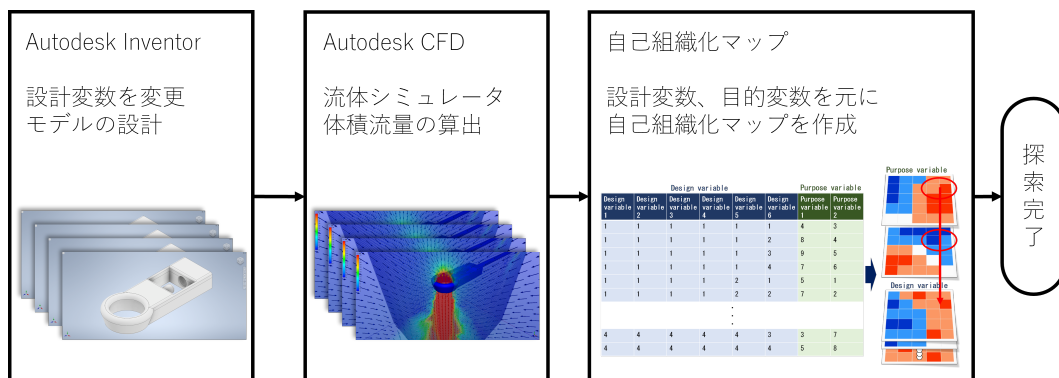 Autodesk Inventor
設計変数を変更
モデルの設計
Autodesk CFD
流体シミュレータ
体積流量の算出
自己組織化マップ
設計変数、目的変数を元に
自己組織化マップを作成
Design variable Purpose variable
Design variable 1 Design variable 2 Design variable 3 Design variable 4 Design variable 5 Design variable 6 Purpose variable 1 Purpose variable 2
1 1 1 1 1 1 4 3
1 1 1 1 1 2 8 4
1 1 1 1 1 3 9 5
1 1 1 1 1 4 7 6
1 1 1 1 2 1 5 1
1 1 1 1 2 2 7 2
:
4 4 4 4 4 3 3 7
4 4 4 4 4 4 5 8
Purpose variable
Design variable
探索完了